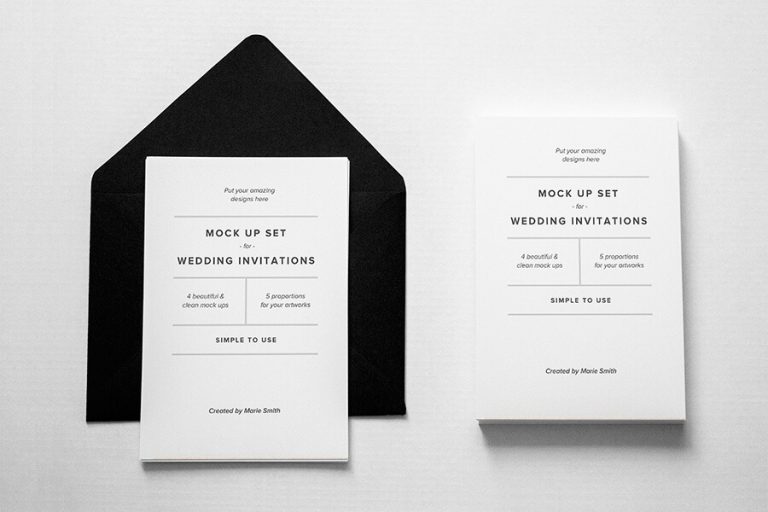 Put your amazing
designs here
MOCK UP SET
- for -
WEDDING INVITATIONS
4 beautiful &
clean mock ups
5 proportions
for your artworks
SIMPLE TO USE
Created by Marie Smith
Put your amazing
designs here
MOCK UP SET
- for -
WEDDING INVITATIONS
4 beautiful &
clean mock ups
5 proportions
for your artworks
SIMPLE TO USE
Created by Marie Smith